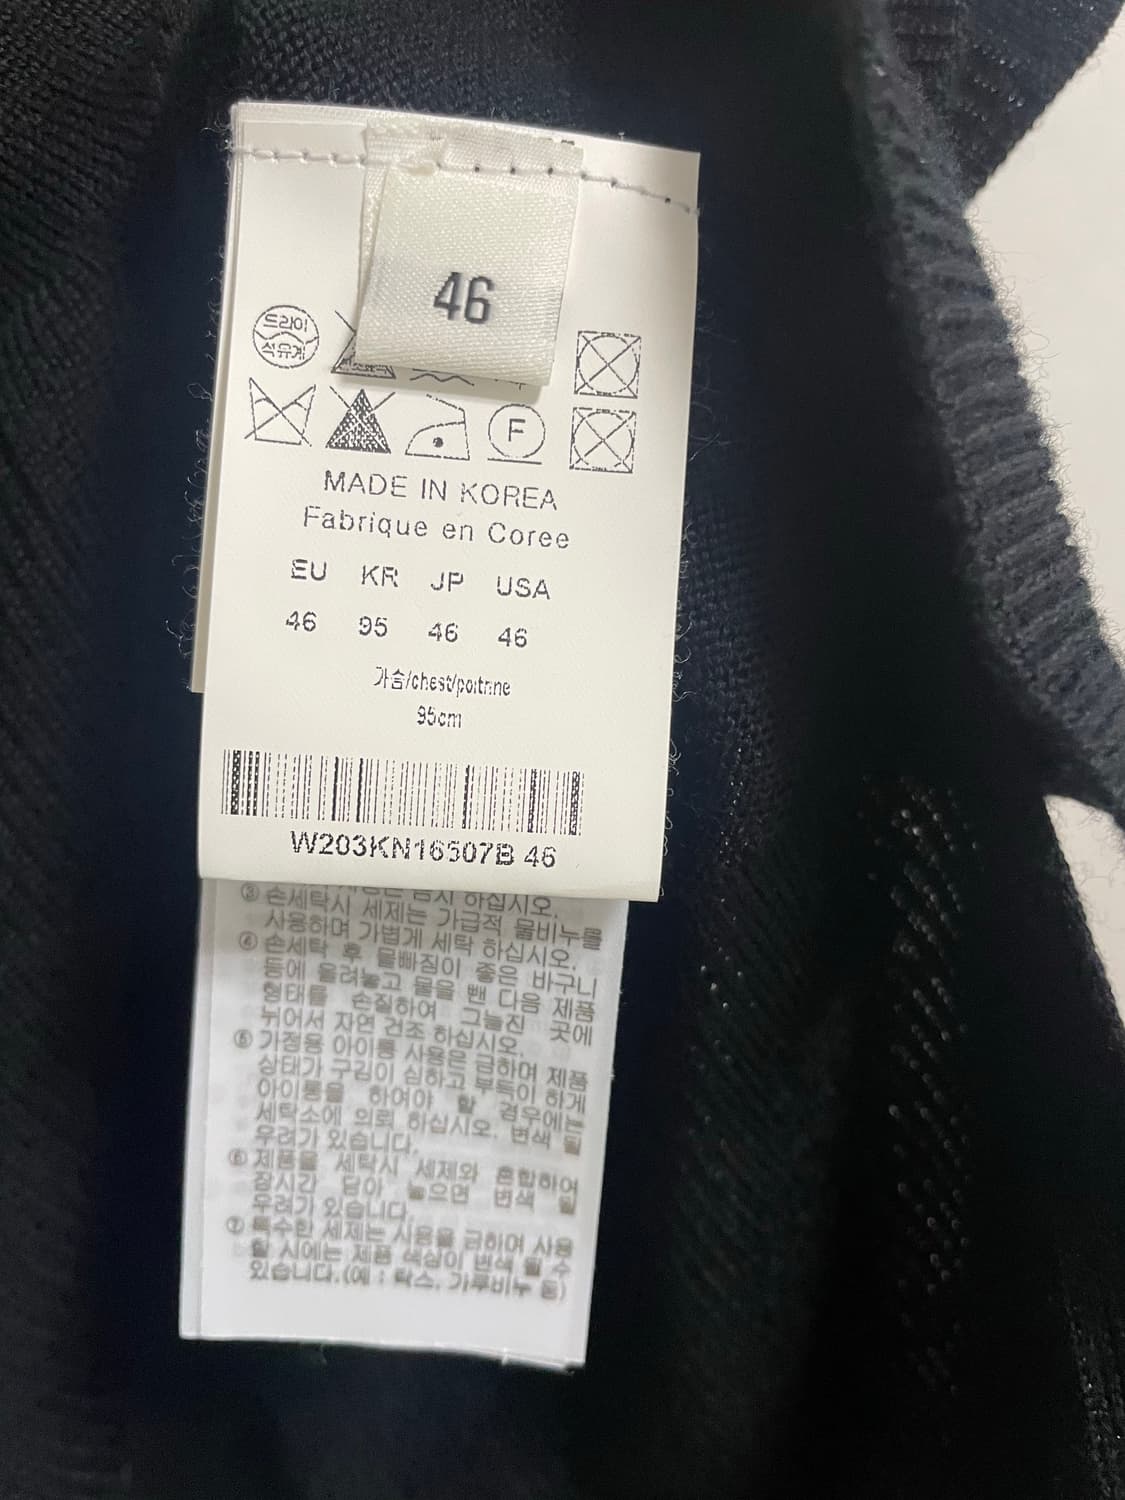 46
드라이
석유계
F
MADE IN KOREA
Fabrique en Coree
EU KR JP USA
46 95 46 46
가슴/chest/poitrine
95cm
W203KN16507B 46
하십시오.
③ 손세탁시 세제는 가급적 물비누를
사용하며 가볍게 세탁 하십시오.
④ 손세탁 후 물빠짐이 좋은 바구니
등에 올려놓고 물을 뺀 다음 제품
형태를 손질하여 그늘진 곳에
뉘어서 자연 건조 하십시오.
⑤ 가정용 아이롱 사용은 금하며 제품
상태가 구김이 심하고 부득이 하게
아이롱을 하여야 할 경우에는
세탁소에 의뢰 하십시오. 변색 될
우려가 있습니다.
⑥ 제품을 세탁시 세제와 혼합하여
장시간 담아 놓으면 변색 될
우려가 있습니다.
⑦ 특수한 세제는 사용을 금하며 사용
할 시에는 제품 색상이 변색 될 수
있습니다.(예 : 락스, 가루비누 등)